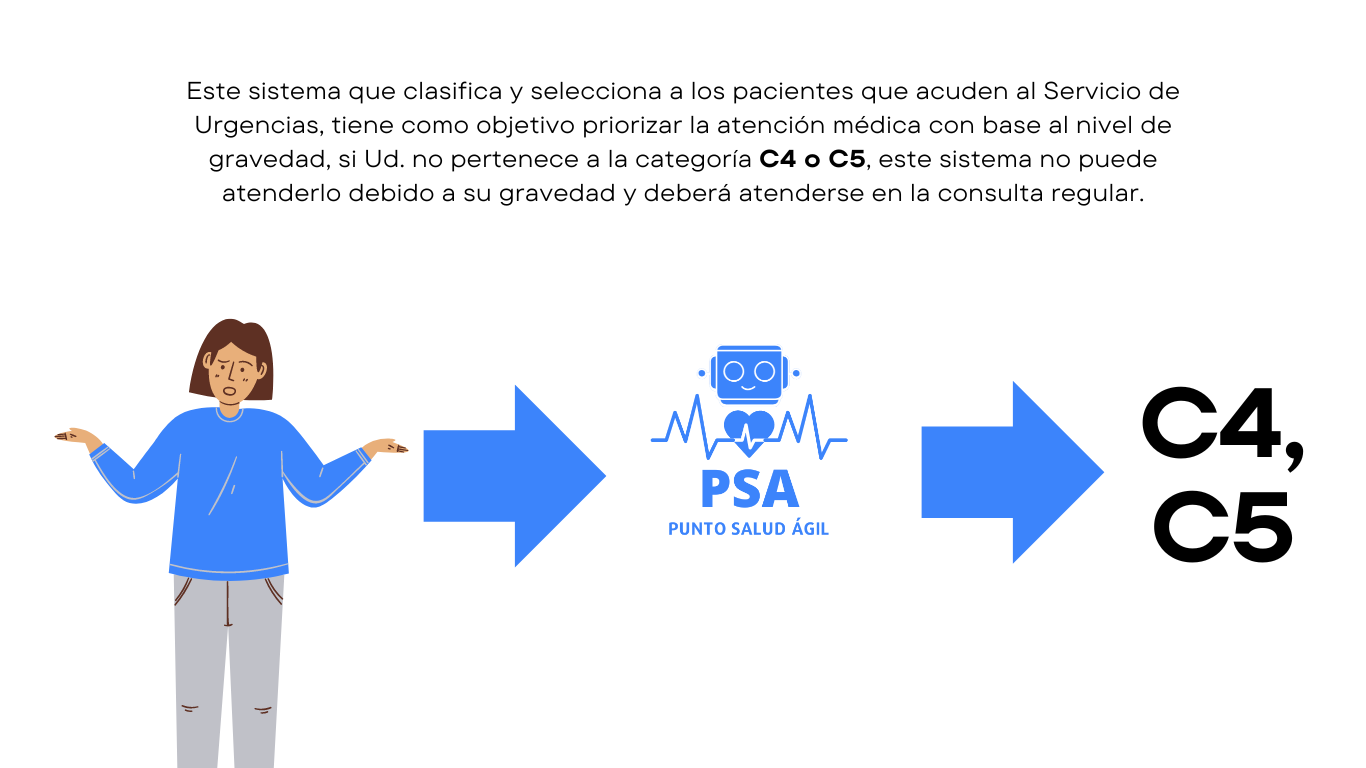 Este sistema que clasifica y selecciona a los pacientes que acuden al Servicio de
Urgencias, tiene como objetivo priorizar la atención médica con base al nivel de
gravedad, si Ud. no pertenece a la categoría C4 o C5, este sistema no puede
atenderlo debido a su gravedad y deberá atenderse en la consulta regular.
PSA
PUNTO SALUD ÁGIL
C4,
C5